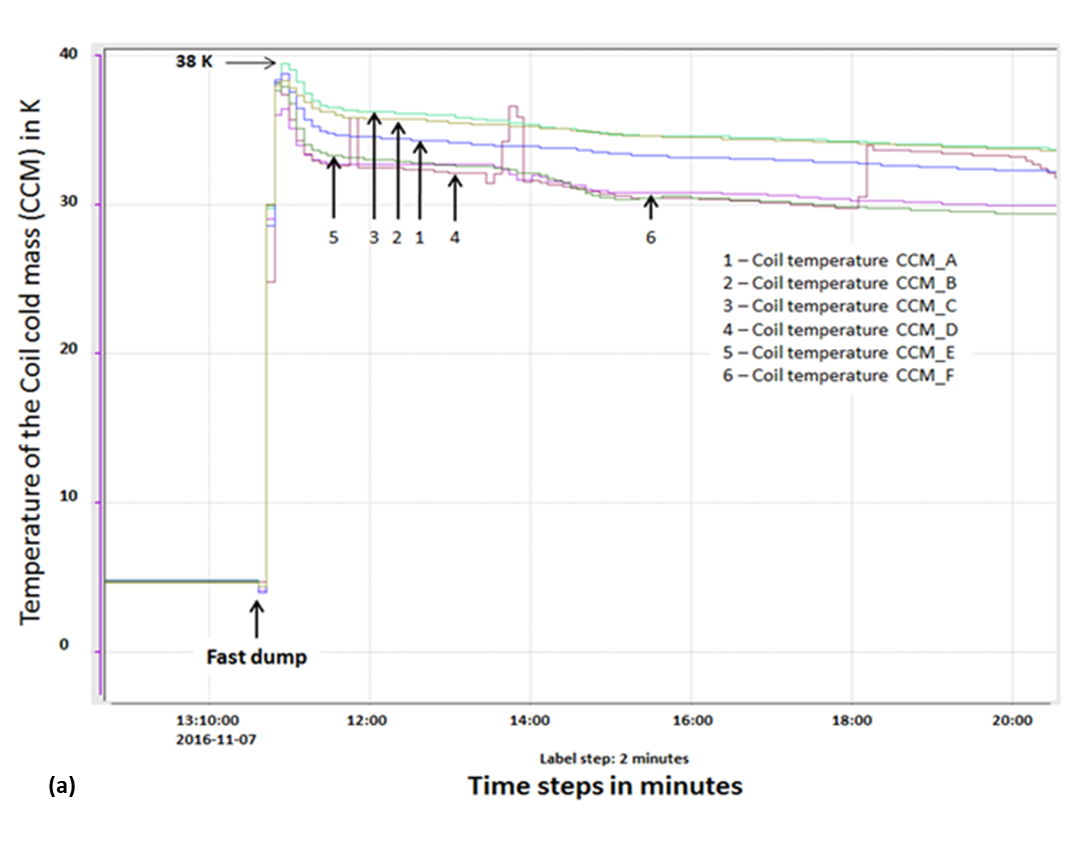 Temperature of the Coil cold mass (CCM) in K
40
30
20
10
0
38 K
5 3 2 1 4 6
1 – Coil temperature CCM_A
2 – Coil temperature CCM_B
3 – Coil temperature CCM_C
4 – Coil temperature CCM_D
5 – Coil temperature CCM_E
6 – Coil temperature CCM_F
Fast dump
13:10:00 12:00 14:00 16:00 18:00 20:00
2016-11-07
Label step: 2 minutes
(a)
Time steps in minutes